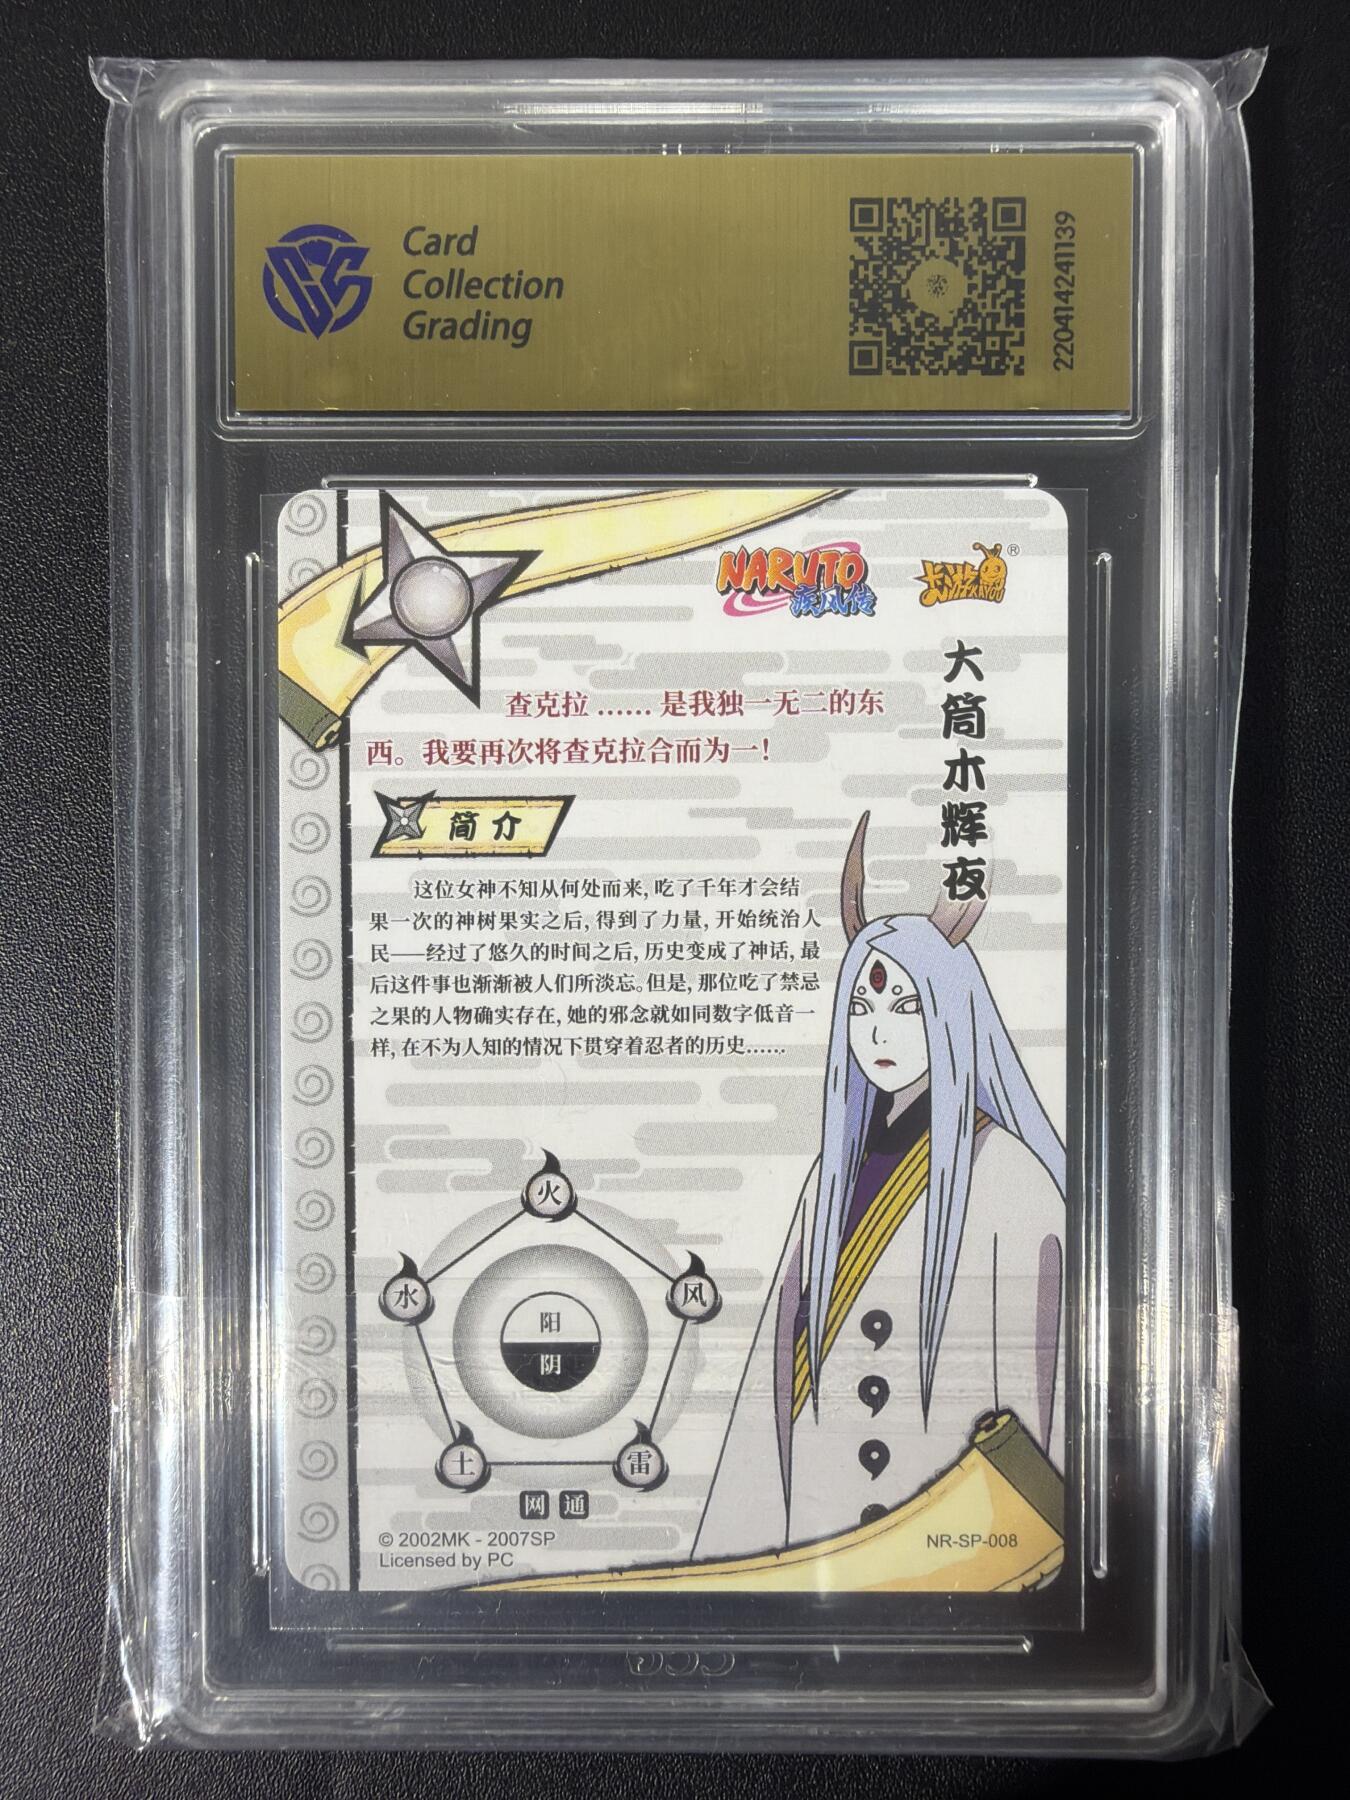 Card
Collection
Grading
2204142241139
NARUTO
疾风传
卡游
KAYOU
®
大筒木辉夜
查克拉……是我独一无二的东
西。我要再次将查克拉合而为一！
简介
这位女神不知从何处而来，吃了千年才会结
果一次的神树果实之后，得到了力量，开始统治人
民——经过了悠久的时间之后，历史变成了神话，最
后这件事也渐渐被人们所淡忘。但是，那位吃了禁忌
之果的人物确实存在，她的邪念就如同数字低音一
样，在不为人知的情况下贯穿着忍者的历史……
火
水
风
阳
阴
土
雷
网通
© 2002MK - 2007SP
Licensed by PC
NR-SP-008
CCG